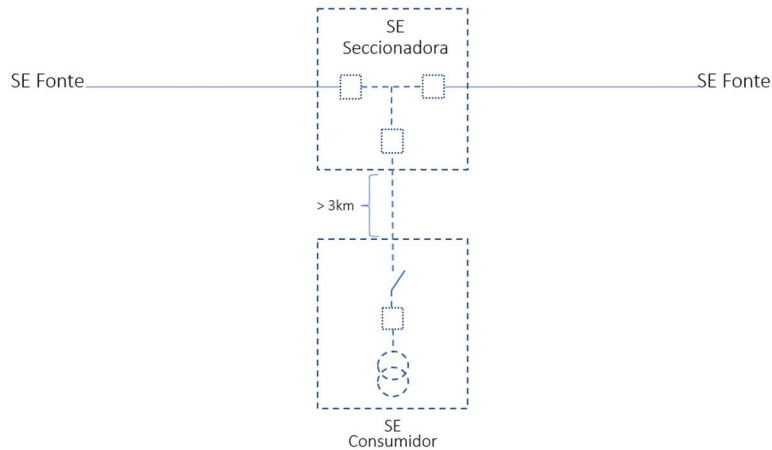 SE
Seccionadora
SE Fonte
SE Fonte
> 3km
SE
Consumidor